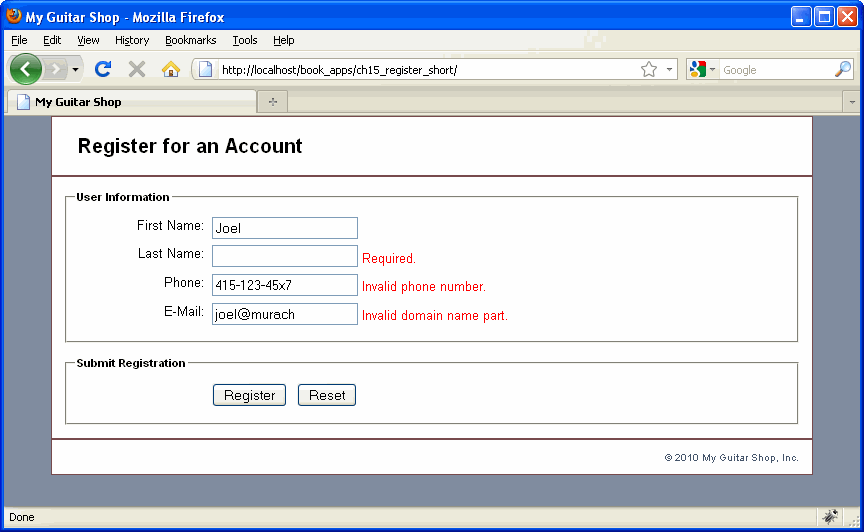 My Guitar Shop - Mozilla Firefox
File Edit View History Bookmarks Tools Help
http://localhost/book_apps/ch15_register_short/ Google
My Guitar Shop
Register for an Account
User Information
First Name: Joel
Last Name: Required.
Phone: 415-123-45x7 Invalid phone number.
E-Mail: joel@murach Invalid domain name part.
Submit Registration
Register Reset
© 2010 My Guitar Shop, Inc.
Done